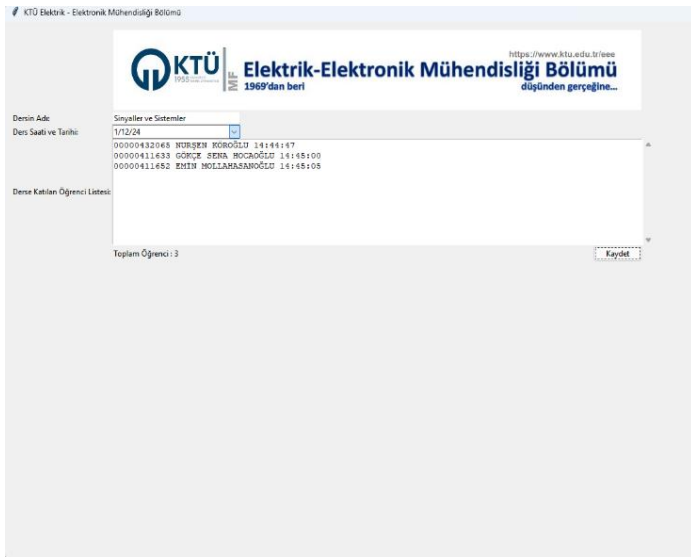 KTÜ Elektrik - Elektronik Mühendisliği Bölümü
https://www.ktu.edu.tr/eee
KTÜ
MF
Elektrik-Elektronik Mühendisliği Bölümü
1955
1969'dan beri
düşünden gerçeğine...
Dersin Adı:
Sinyaller ve Sistemler
Ders Saati ve Tarihi:
1/12/24
00000432065 NURŞEN KÖROĞLU 14:44:47
00000411633 GÖKÇE SENA HOCAOĞLU 14:45:00
00000411652 EMİN MOLLAHASANOĞLU 14:45:05
Derse Katılan Öğrenci Listesi:
Toplam Öğrenci : 3
Kaydet